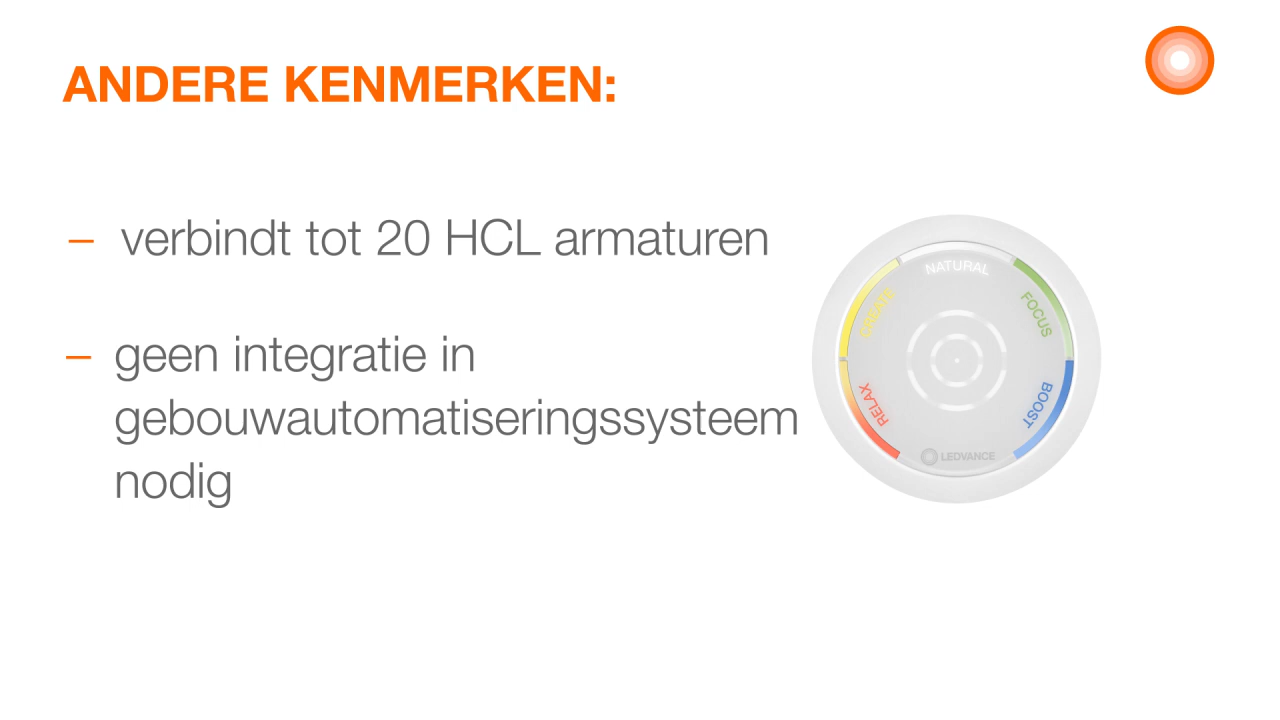 ANDERE KENMERKEN:
– verbindt tot 20 HCL armaturen
– geen integratie in
gebouwautomatiseringssysteem
nodig
NATURAL
CREATE
FOCUS
RELAX
BOOST
LEDVANCE